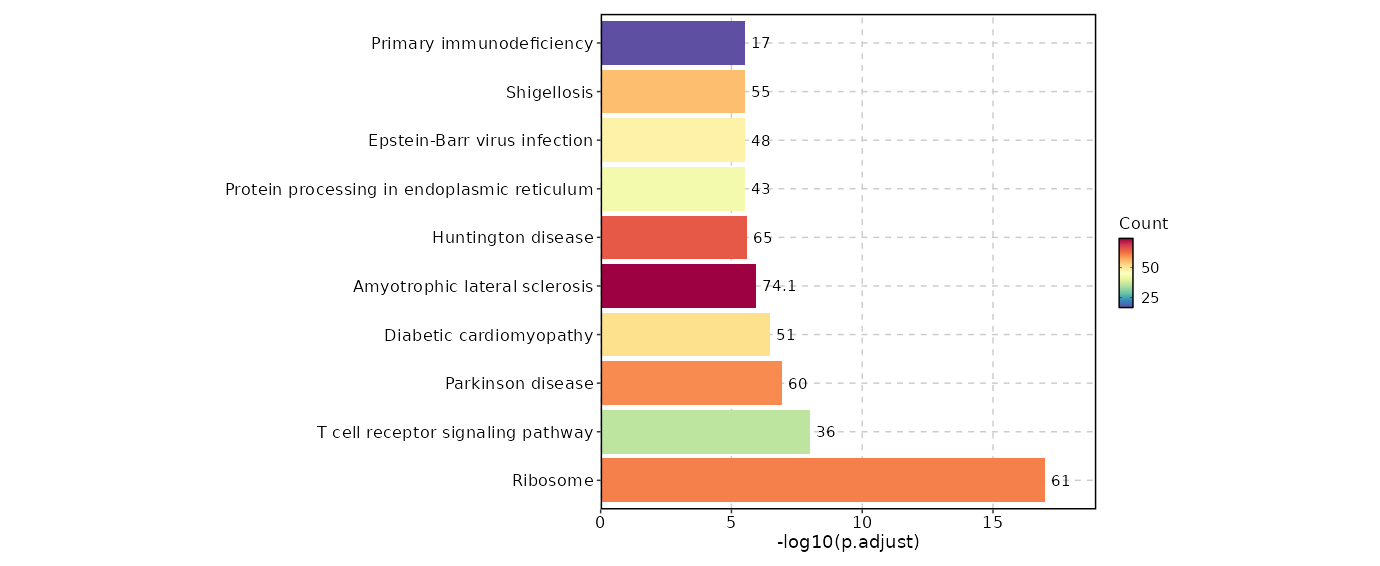 Primary immunodeficiency 17
Shigellosis 55
Epstein-Barr virus infection 48
Protein processing in endoplasmic reticulum 43
Huntington disease 65
Amyotrophic lateral sclerosis 74.1
Diabetic cardiomyopathy 51
Parkinson disease 60
T cell receptor signaling pathway 36
Ribosome 61
0 5 10 15
-log10(p.adjust)
Count
50
25